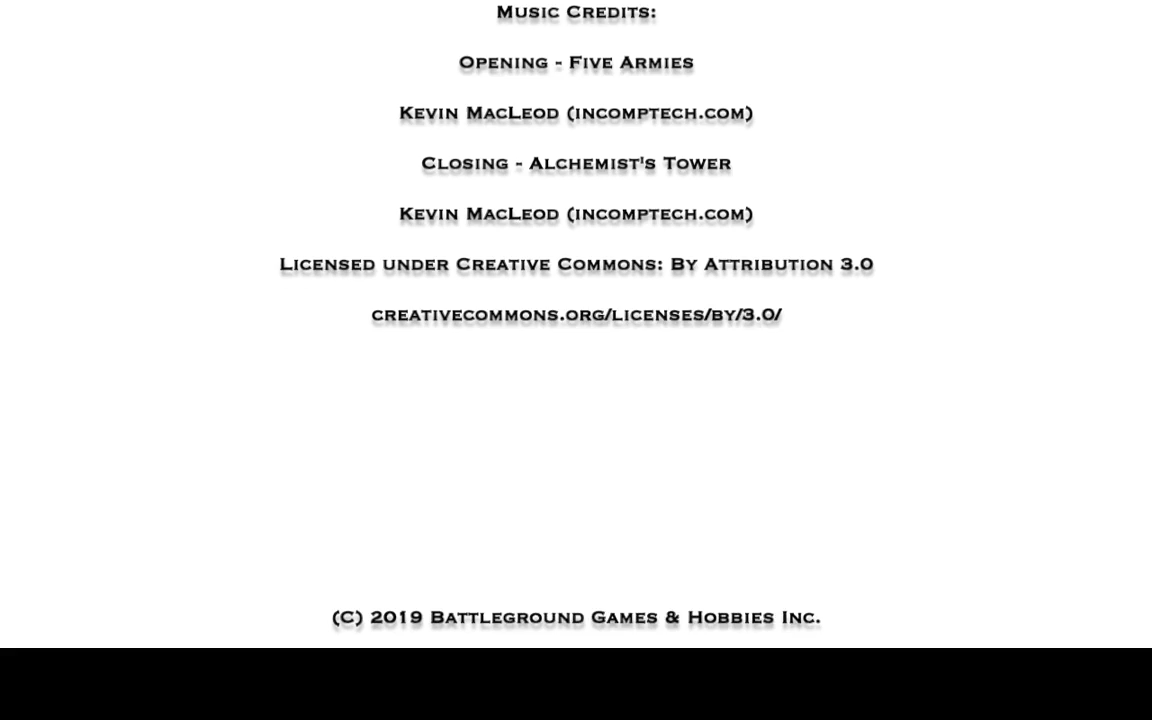 Music Credits:
Opening - Five Armies
Kevin MacLeod (incomptech.com)
Closing - Alchemist's Tower
Kevin MacLeod (incomptech.com)
Licensed under Creative Commons: By Attribution 3.0
creativecommons.org/licenses/by/3.0/
(C) 2019 Battleground Games & Hobbies Inc.